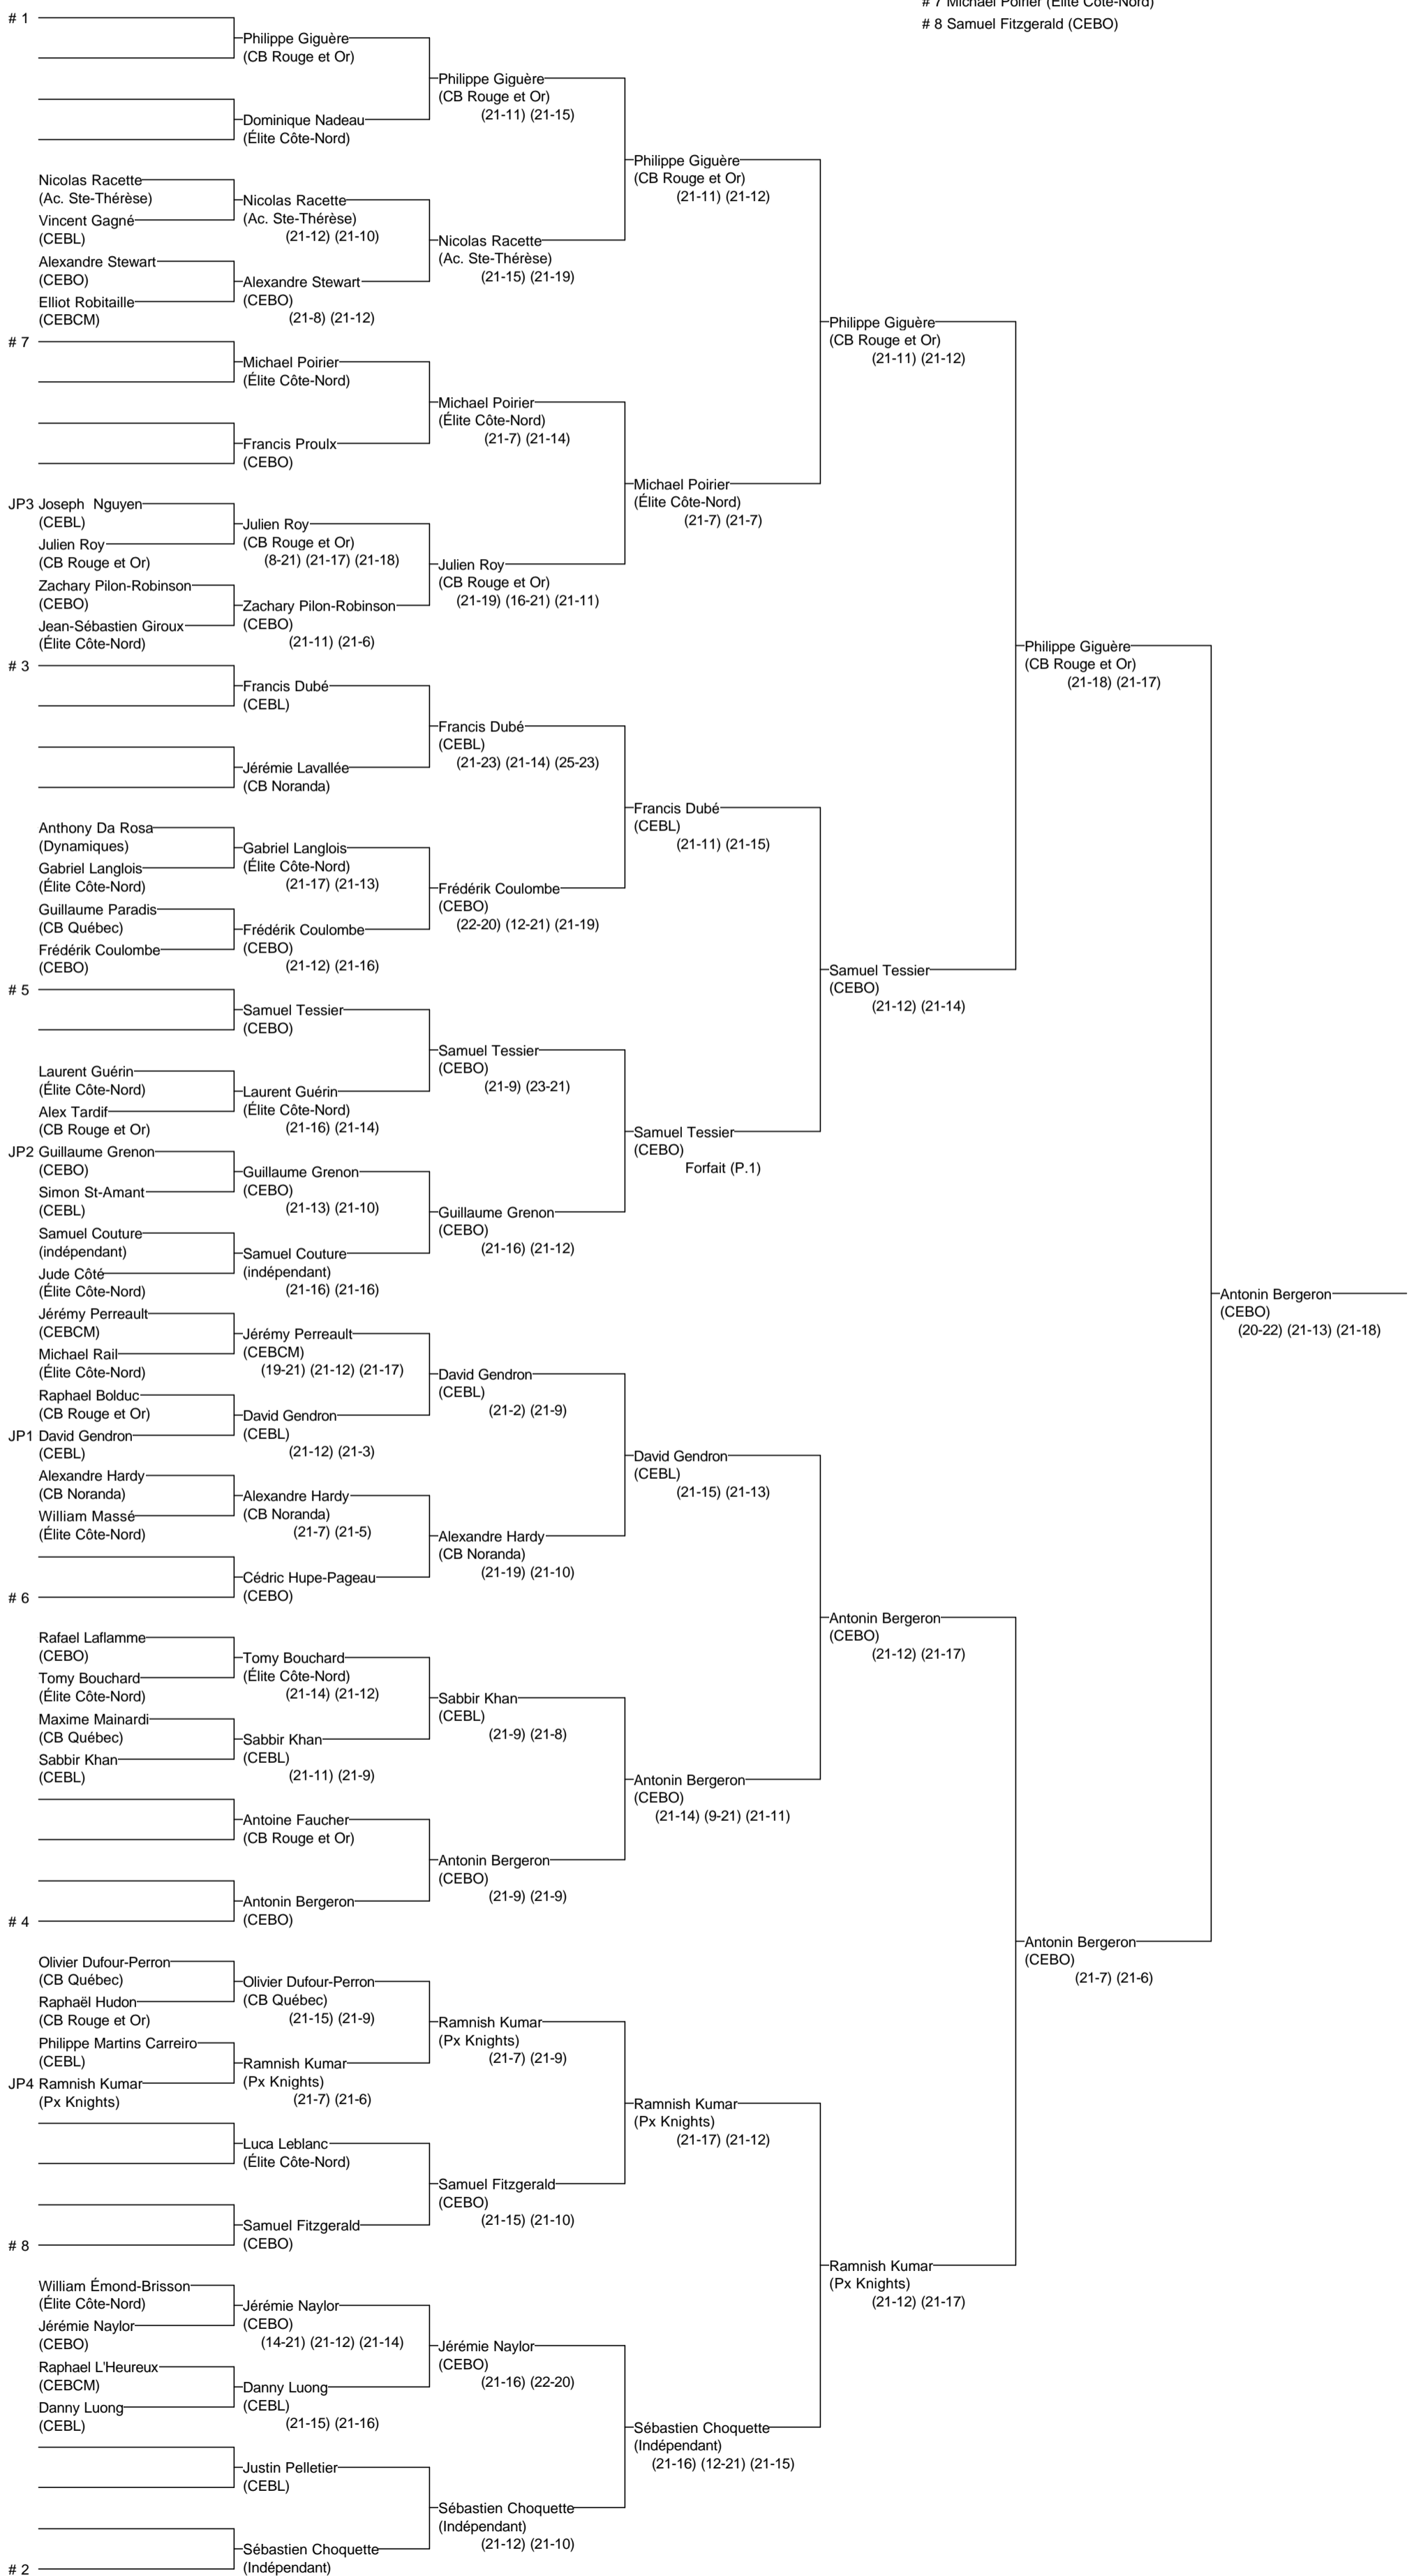 # 7 Michael Poirier (Élite Côte-Nord)
# 8 Samuel Fitzgerald (CEBO)
# 1
Philippe Giguère
(CB Rouge et Or)
Dominique Nadeau
(Élite Côte-Nord)
Nicolas Racette
(Ac. Ste-Thérèse)
Vincent Gagné
(CEBL)
Alexandre Stewart
(CEBO)
Elliot Robitaille
(CEBCM)
Nicolas Racette
(Ac. Ste-Thérèse)
(21-12) (21-10)
Alexandre Stewart
(CEBO)
(21-8) (21-12)
# 7
Michael Poirier
(Élite Côte-Nord)
Francis Proulx
(CEBO)
JP3 Joseph Nguyen
(CEBL)
Julien Roy
(CB Rouge et Or)
Zachary Pilon-Robinson
(CEBO)
Jean-Sébastien Giroux
(Élite Côte-Nord)
Julien Roy
(CB Rouge et Or)
(8-21) (21-17) (21-18)
Zachary Pilon-Robinson
(CEBO)
(21-11) (21-6)
# 3
Francis Dubé
(CEBL)
Jérémie Lavallée
(CB Noranda)
Anthony Da Rosa
(Dynamiques)
Gabriel Langlois
(Élite Côte-Nord)
Guillaume Paradis
(CB Québec)
Frédérik Coulombe
(CEBO)
Gabriel Langlois
(Élite Côte-Nord)
(21-17) (21-13)
Frédérik Coulombe
(CEBO)
(21-12) (21-16)
# 5
Samuel Tessier
(CEBO)
Laurent Guérin
(Élite Côte-Nord)
Alex Tardif
(CB Rouge et Or)
Laurent Guérin
(Élite Côte-Nord)
(21-16) (21-14)
JP2 Guillaume Grenon
(CEBO)
Simon St-Amant
(CEBL)
Samuel Couture
(indépendant)
Jude Côté
(Élite Côte-Nord)
Guillaume Grenon
(CEBO)
(21-13) (21-10)
Samuel Couture
(indépendant)
(21-16) (21-16)
Jérémy Perreault
(CEBCM)
Michael Rail
(Élite Côte-Nord)
Raphael Bolduc
(CB Rouge et Or)
JP1 David Gendron
(CEBL)
Jérémy Perreault
(CEBCM)
(19-21) (21-12) (21-17)
David Gendron
(CEBL)
(21-12) (21-3)
Alexandre Hardy
(CB Noranda)
William Massé
(Élite Côte-Nord)
Alexandre Hardy
(CB Noranda)
(21-7) (21-5)
Cédric Hupe-Pageau
(CEBO)
# 6
Rafael Laflamme
(CEBO)
Tomy Bouchard
(Élite Côte-Nord)
Maxime Mainardi
(CB Québec)
Sabbir Khan
(CEBL)
Tomy Bouchard
(Élite Côte-Nord)
(21-14) (21-12)
Sabbir Khan
(CEBL)
(21-11) (21-9)
Antoine Faucher
(CB Rouge et Or)
Antonin Bergeron
(CEBO)
# 4
Olivier Dufour-Perron
(CB Québec)
Raphaël Hudon
(CB Rouge et Or)
Philippe Martins Carreiro
(CEBL)
JP4 Ramnish Kumar
(Px Knights)
Olivier Dufour-Perron
(CB Québec)
(21-15) (21-9)
Ramnish Kumar
(Px Knights)
(21-7) (21-6)
Luca Leblanc
(Élite Côte-Nord)
Samuel Fitzgerald
(CEBO)
# 8
William Émond-Brisson
(Élite Côte-Nord)
Jérémie Naylor
(CEBO)
Raphael L'Heureux
(CEBCM)
Danny Luong
(CEBL)
Jérémie Naylor
(CEBO)
(14-21) (21-12) (21-14)
Danny Luong
(CEBL)
(21-15) (21-16)
Justin Pelletier
(CEBL)
Sébastien Choquette
(Indépendant)
# 2
Philippe Giguère
(CB Rouge et Or)
(21-11) (21-15)
Nicolas Racette
(Ac. Ste-Thérèse)
(21-15) (21-19)
Michael Poirier
(Élite Côte-Nord)
(21-7) (21-14)
Julien Roy
(CB Rouge et Or)
(21-19) (16-21) (21-11)
Francis Dubé
(CEBL)
(21-23) (21-14) (25-23)
Frédérik Coulombe
(CEBO)
(22-20) (12-21) (21-19)
Samuel Tessier
(CEBO)
(21-9) (23-21)
Guillaume Grenon
(CEBO)
(21-16) (21-12)
David Gendron
(CEBL)
(21-2) (21-9)
Alexandre Hardy
(CB Noranda)
(21-19) (21-10)
Sabbir Khan
(CEBL)
(21-9) (21-8)
Antonin Bergeron
(CEBO)
(21-9) (21-9)
Ramnish Kumar
(Px Knights)
(21-7) (21-9)
Samuel Fitzgerald
(CEBO)
(21-15) (21-10)
Jérémie Naylor
(CEBO)
(21-16) (22-20)
Sébastien Choquette
(Indépendant)
(21-12) (21-10)
Philippe Giguère
(CB Rouge et Or)
(21-11) (21-12)
Michael Poirier
(Élite Côte-Nord)
(21-7) (21-7)
Francis Dubé
(CEBL)
(21-11) (21-15)
Samuel Tessier
(CEBO)
Forfait (P.1)
David Gendron
(CEBL)
(21-15) (21-13)
Antonin Bergeron
(CEBO)
(21-14) (9-21) (21-11)
Ramnish Kumar
(Px Knights)
(21-17) (21-12)
Sébastien Choquette
(Indépendant)
(21-16) (12-21) (21-15)
Philippe Giguère
(CB Rouge et Or)
(21-11) (21-12)
Samuel Tessier
(CEBO)
(21-12) (21-14)
Antonin Bergeron
(CEBO)
(21-12) (21-17)
Ramnish Kumar
(Px Knights)
(21-12) (21-17)
Philippe Giguère
(CB Rouge et Or)
(21-18) (21-17)
Antonin Bergeron
(CEBO)
(21-7) (21-6)
Antonin Bergeron
(CEBO)
(20-22) (21-13) (21-18)